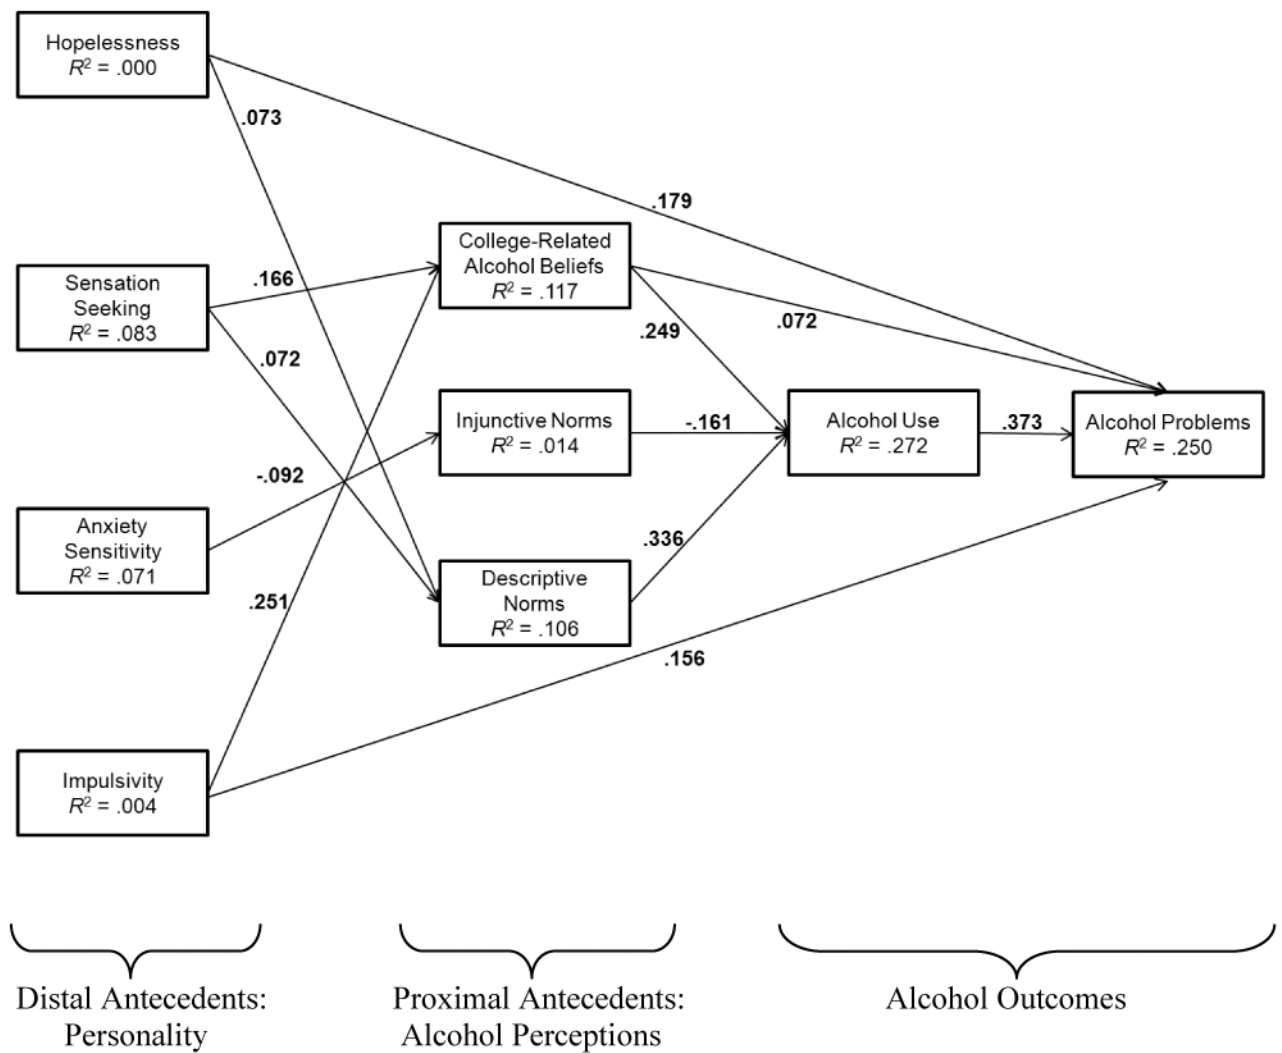 Hopelessness
R² = .000
.073
.179
College-Related
Alcohol Beliefs
R² = .117
Sensation
Seeking
R² = .083
.166
.072
.249
.072
Injunctive Norms
R² = .014
-.161
Alcohol Use
R² = .272
.373
Alcohol Problems
R² = .250
-.092
Anxiety
Sensitivity
R² = .071
.336
Descriptive
Norms
R² = .106
.251
.156
Impulsivity
R² = .004
Distal Antecedents:
Personality
Proximal Antecedents:
Alcohol Perceptions
Alcohol Outcomes